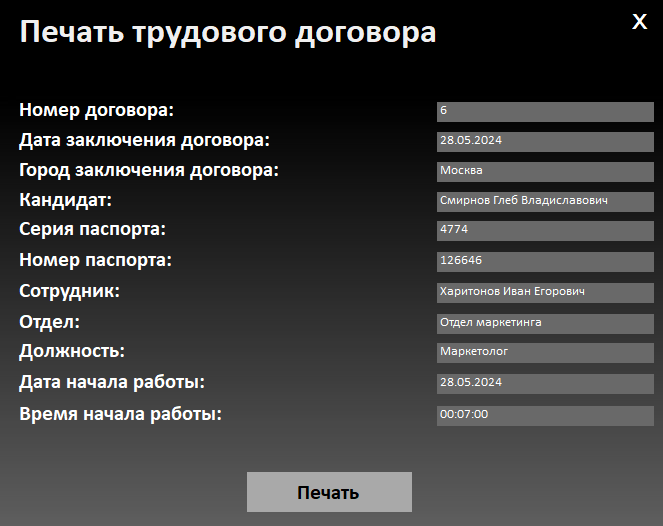 Печать трудового договора
X
Номер договора: 6
Дата заключения договора: 28.05.2024
Город заключения договора: Москва
Кандидат: Смирнов Глеб Владиславович
Серия паспорта: 4774
Номер паспорта: 126646
Сотрудник: Харитонов Иван Егорович
Отдел: Отдел маркетинга
Должность: Маркетолог
Дата начала работы: 28.05.2024
Время начала работы: 00:07:00
Печать